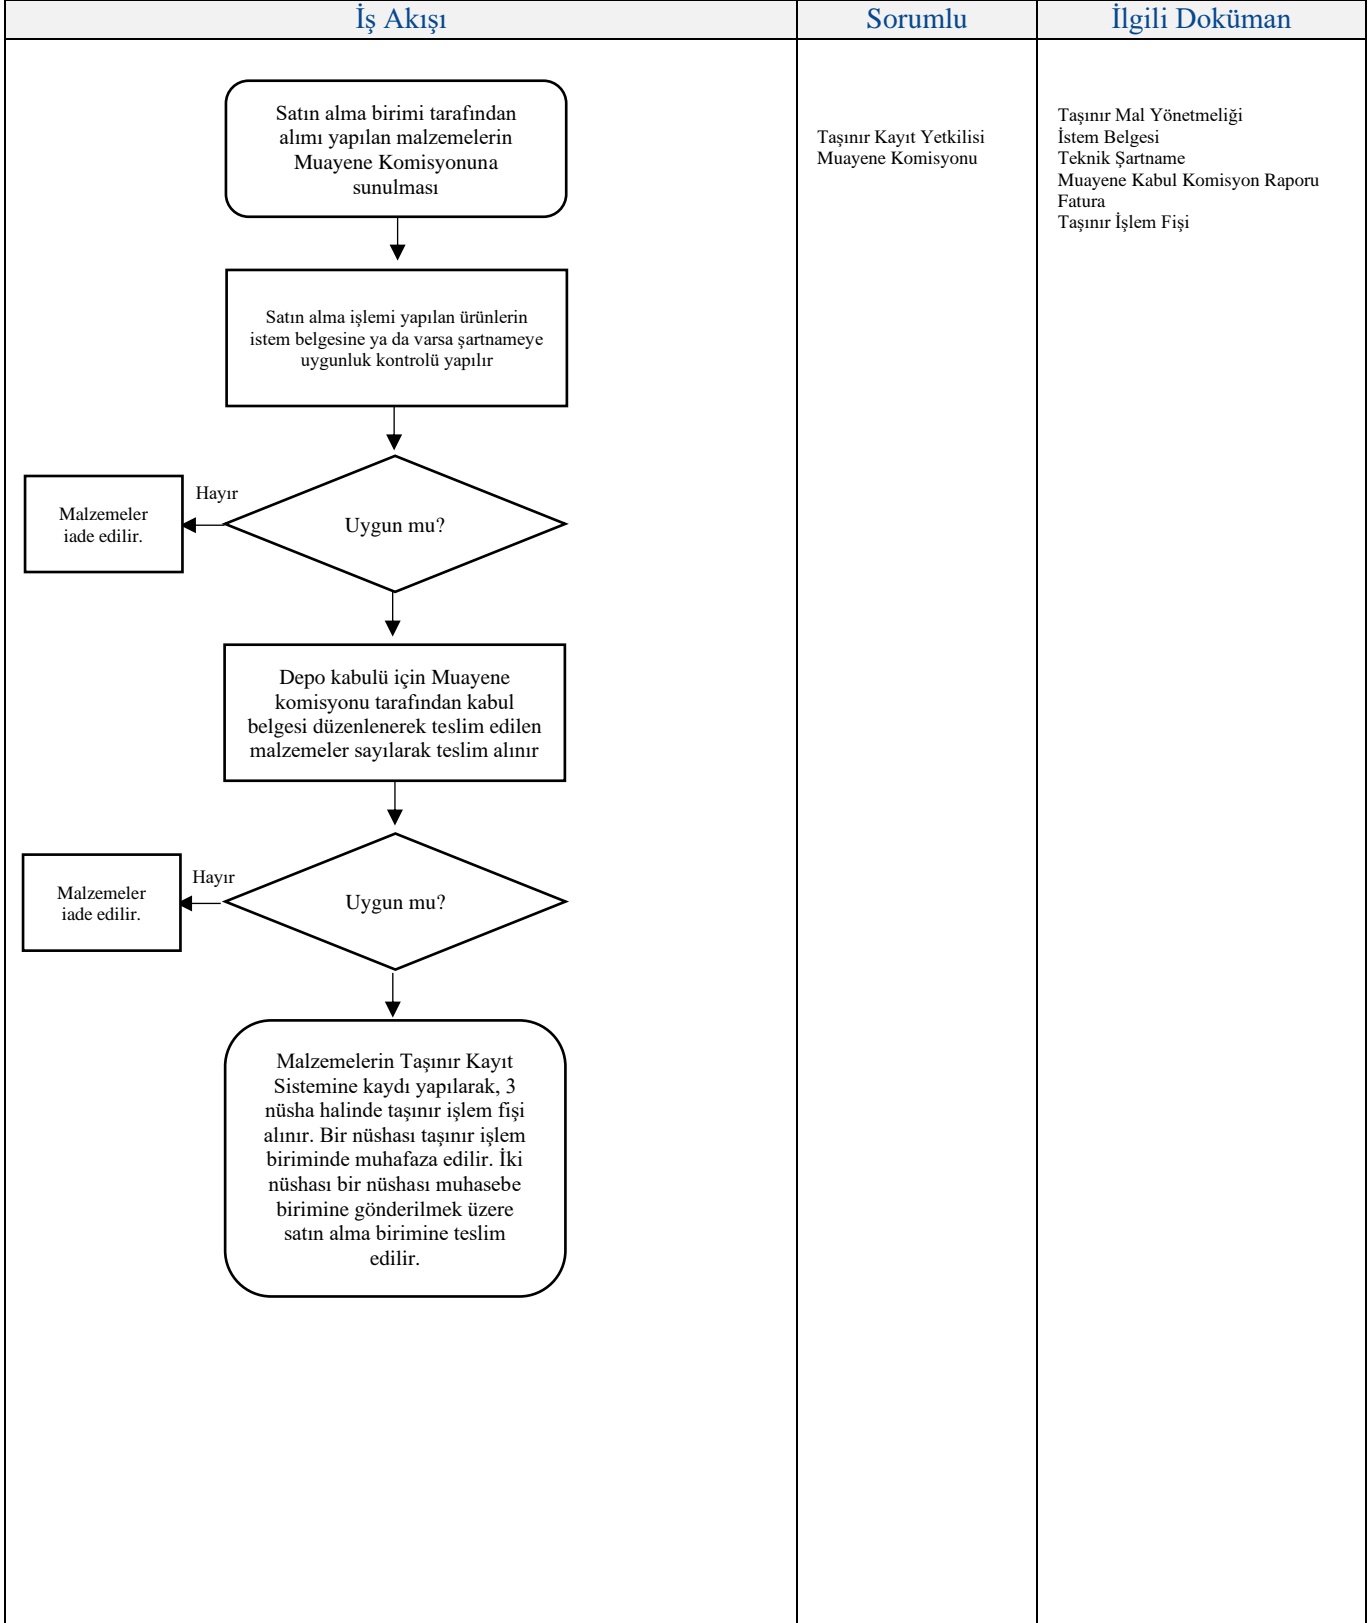 İş Akışı
Sorumlu
İlgili Doküman
Satın alma birimi tarafından
alımı yapılan malzemelerin
Muayene Komisyonuna
sunulması
Taşınır Kayıt Yetkilisi
Muayene Komisyonu
Taşınır Mal Yönetmeliği
İstem Belgesi
Teknik Şartname
Muayene Kabul Komisyon Raporu
Fatura
Taşınır İşlem Fişi
Satın alma işlemi yapılan ürünlerin
istem belgesine ya da varsa şartnameye
uygunluk kontrolü yapılır
Uygun mu?
Hayır
Malzemeler
iade edilir.
Depo kabulü için Muayene
komisyonu tarafından kabul
belgesi düzenlenerek teslim edilen
malzemeler sayılarak teslim alınır
Uygun mu?
Hayır
Malzemeler
iade edilir.
Malzemelerin Taşınır Kayıt
Sistemine kaydı yapılarak, 3
nüsha halinde taşınır işlem fişi
alınır. Bir nüshası taşınır işlem
biriminde muhafaza edilir. İki
nüshası bir nüshası muhasebe
birimine gönderilmek üzere
satın alma birimine teslim
edilir.